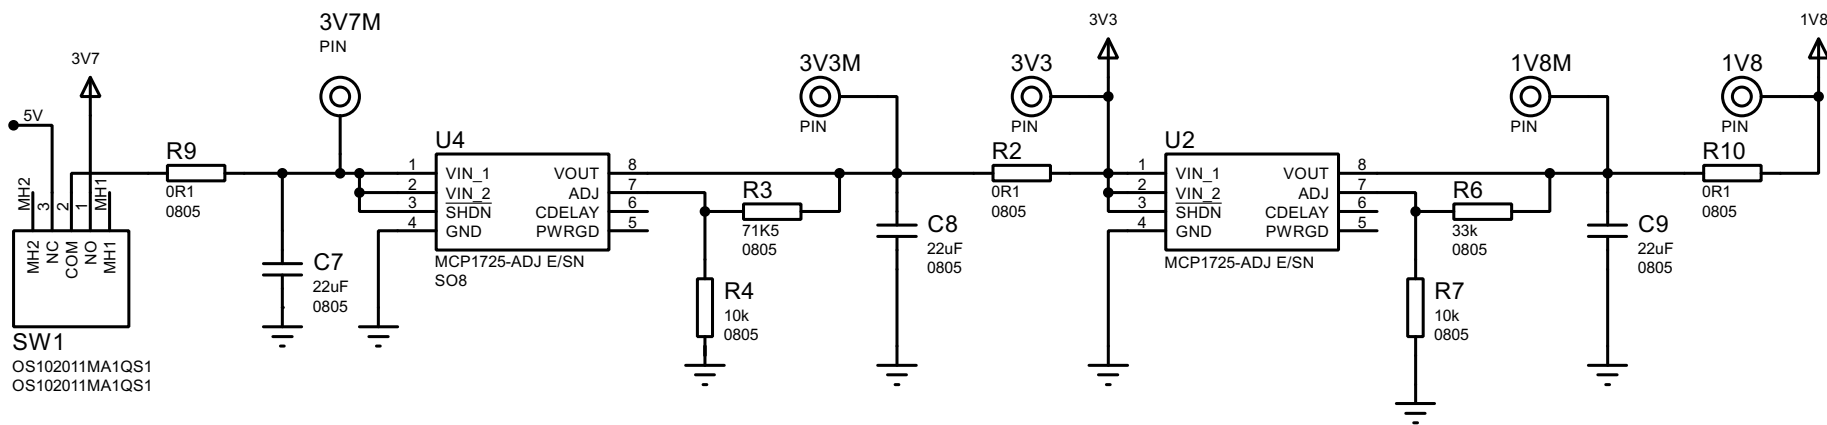 3V7
5V
MH2
3
2
1
MH1
MH2
NC
COM
NO
MH1
SW1
OS102011MA1QS1
OS102011MA1QS1
R9
0R1
0805
3V7M
PIN
C7
22uF
0805
U4
1
2
3
4
VIN_1
VIN_2
SHDN
GND
VOUT
ADJ
CDELAY
PWRGD
8
7
6
5
MCP1725-ADJ E/SN
SO8
R3
71K5
0805
R4
10k
0805
3V3M
PIN
C8
22uF
0805
R2
0R1
0805
3V3
PIN
3V3
U2
1
2
3
4
VIN_1
VIN_2
SHDN
GND
VOUT
ADJ
CDELAY
PWRGD
8
7
6
5
MCP1725-ADJ E/SN
R6
33k
0805
R7
10k
0805
1V8M
PIN
C9
22uF
0805
R10
0R1
0805
1V8
PIN
1V8